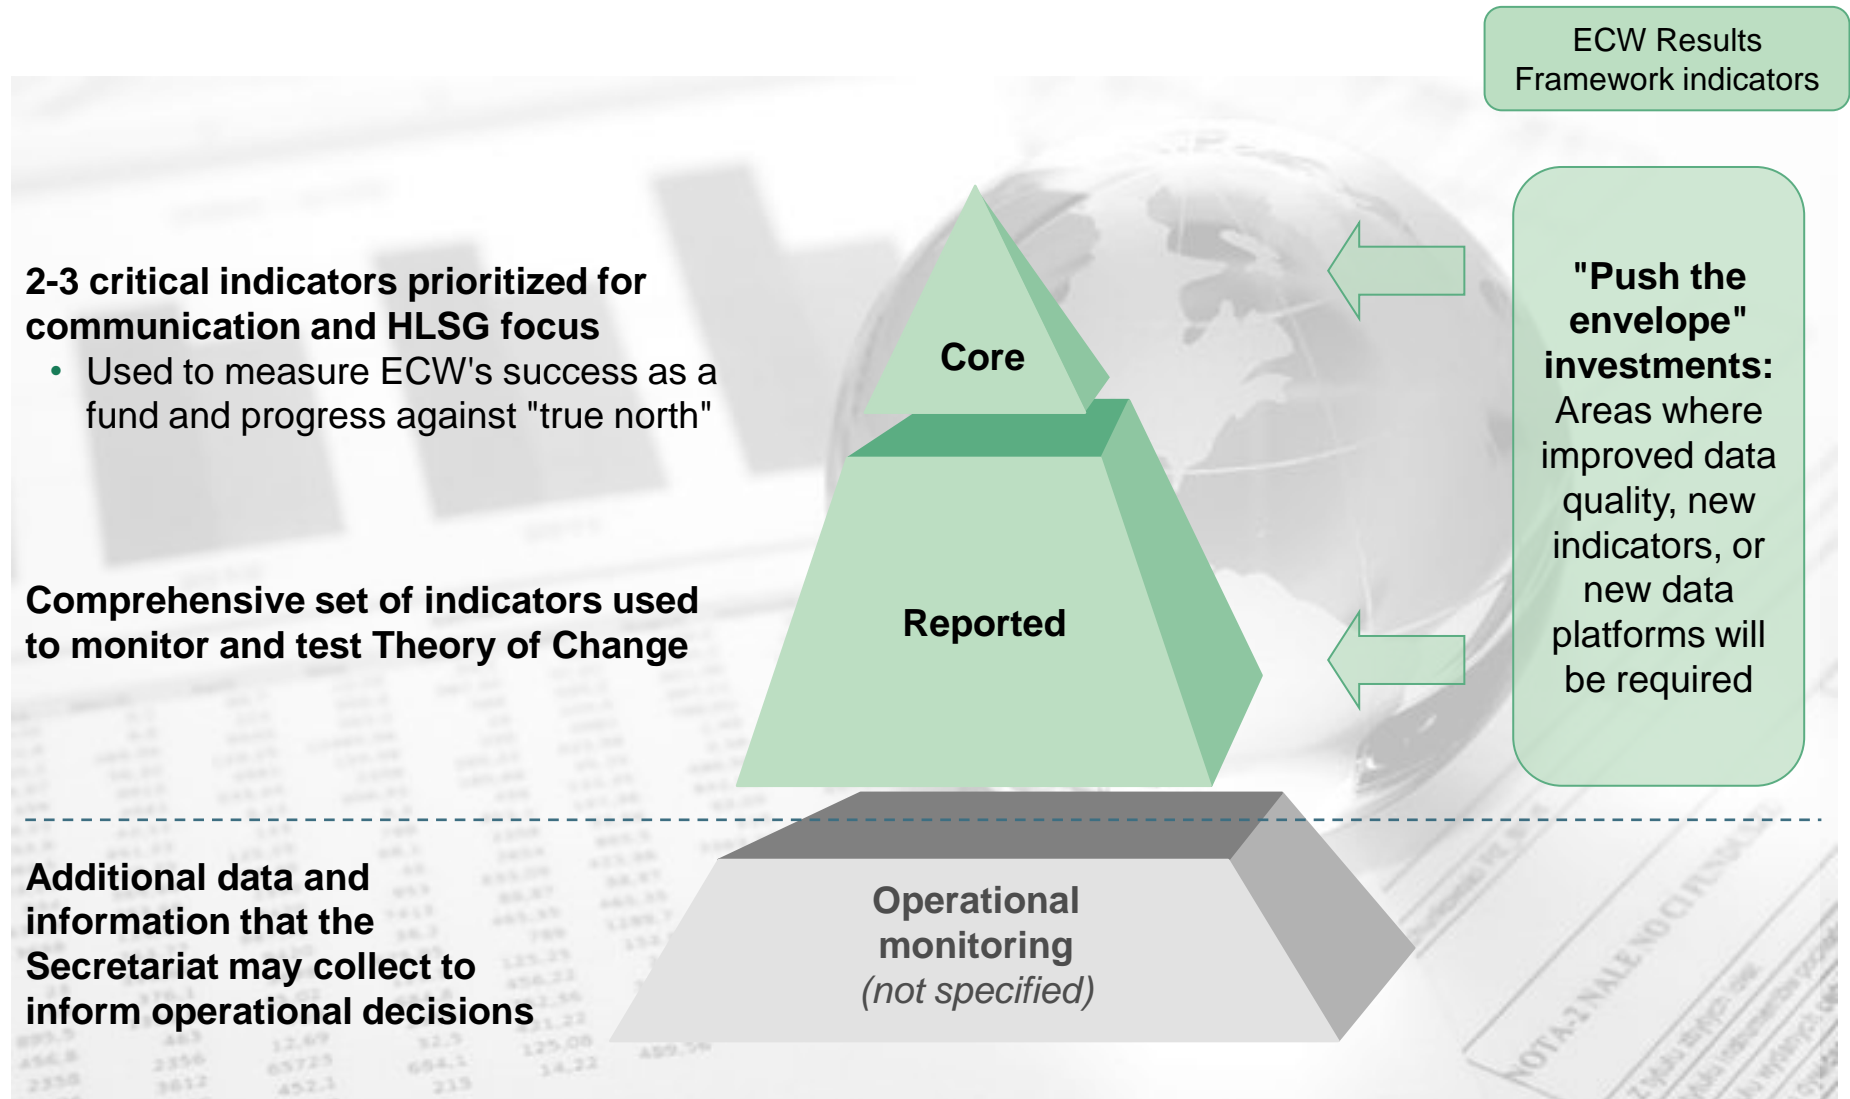 ECW Results
Framework indicators
2-3 critical indicators prioritized for
communication and HLSG focus
• Used to measure ECW's success as a
fund and progress against "true north"
Core
"Push the
envelope"
investments:
Areas where
improved data
quality, new
indicators, or
new data
platforms will
be required
Comprehensive set of indicators used
to monitor and test Theory of Change
Reported
Additional data and
information that the
Secretariat may collect to
inform operational decisions
Operational
monitoring
(not specified)